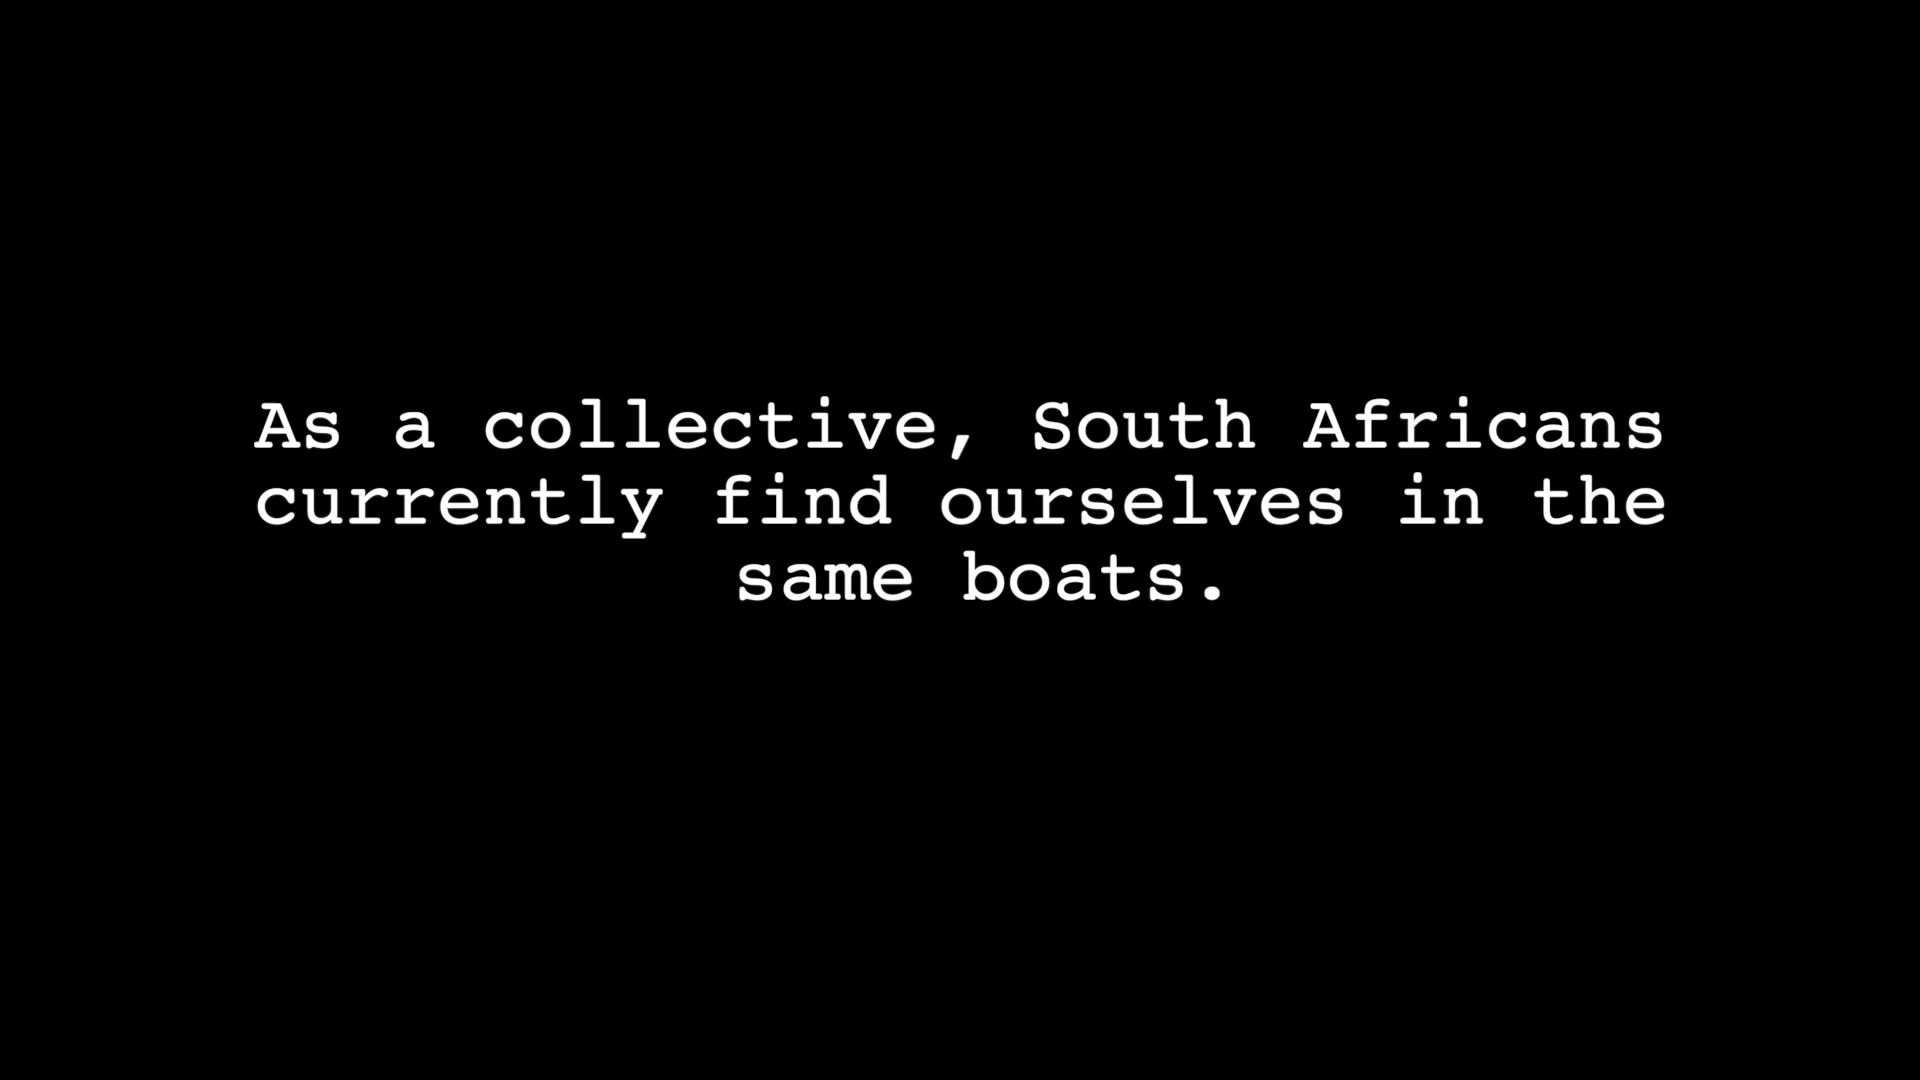 As a collective, South Africans
currently find ourselves in the
same boats.